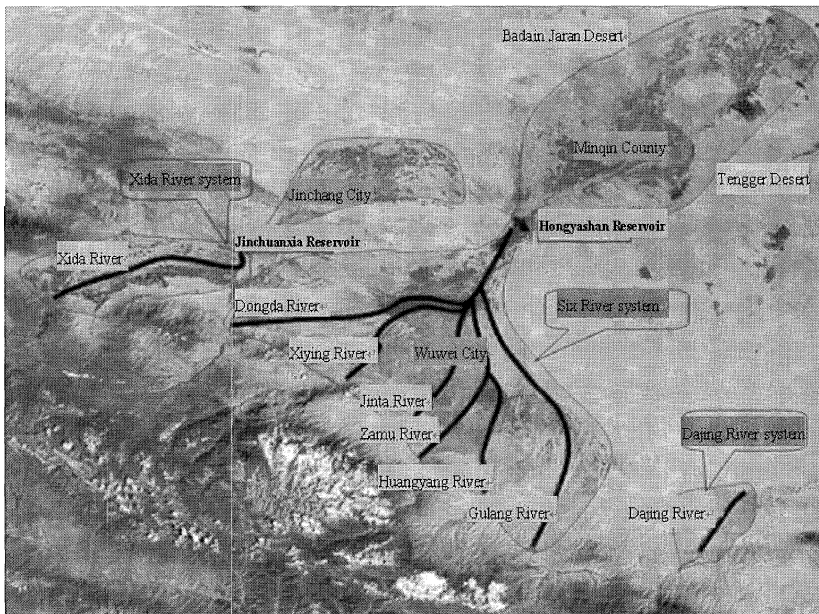 Badain Jaran Desert
Minqin County
Tengger Desert
Xida River system
Jinchang City
Hongyashan Reservoir
Jinchuanxia Reservoir
Xida River
Dongda River
Six River system
Xiying River
Wuwei City
Jinta River
Zamu River
Dajing River system
Huangyang River
Gulang River
Dajing River